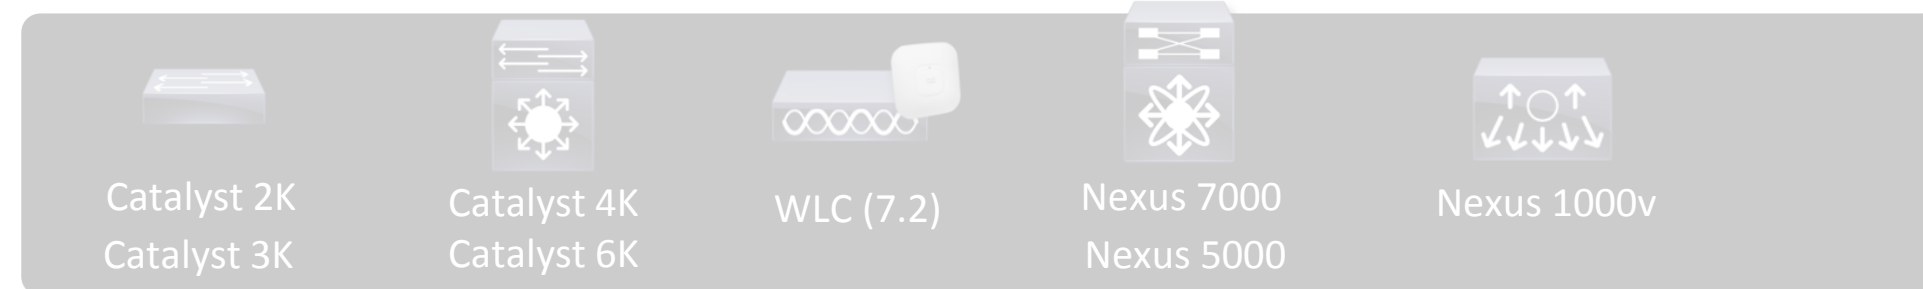 Catalyst 2K
Catalyst 3K
Catalyst 4K
Catalyst 6K
WLC (7.2)
Nexus 7000
Nexus 5000
Nexus 1000v